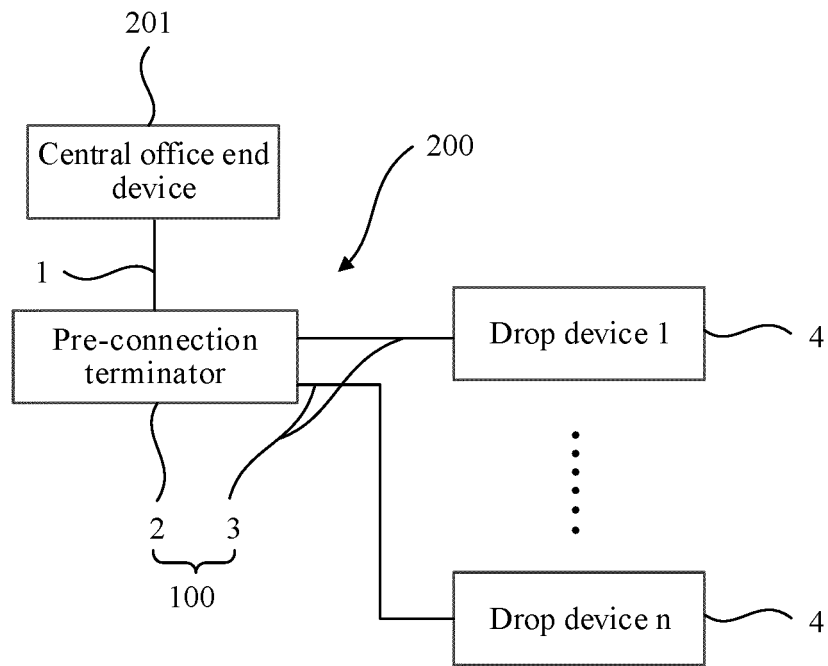 201
Central office end
device
200
1
Pre-connection
terminator
Drop device 1
4
2
3
100
Drop device n
4